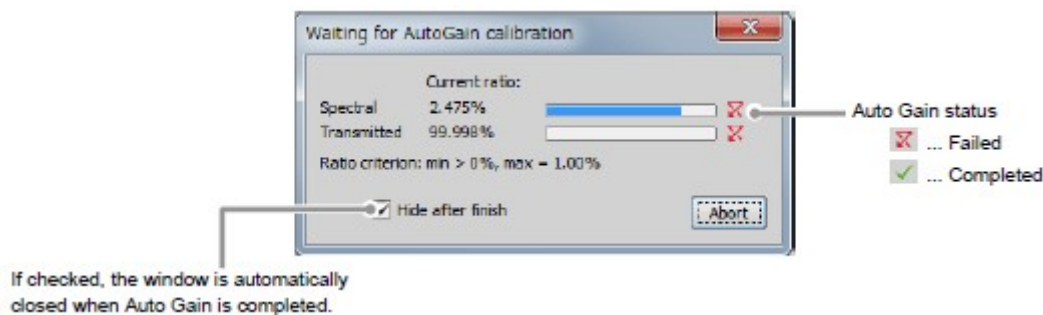 Waiting for AutoGain calibration
Current ratio:
Spectral 2.475%
Transmitted 99.998%
Ratio criterion: min > 0%, max = 1.00%
Hide after finish
Abort
Auto Gain status
... Failed
... Completed
If checked, the window is automatically
closed when Auto Gain is completed.